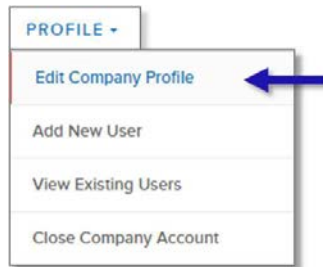 PROFILE
Edit Company Profile
Add New User
View Existing Users
Close Company Account